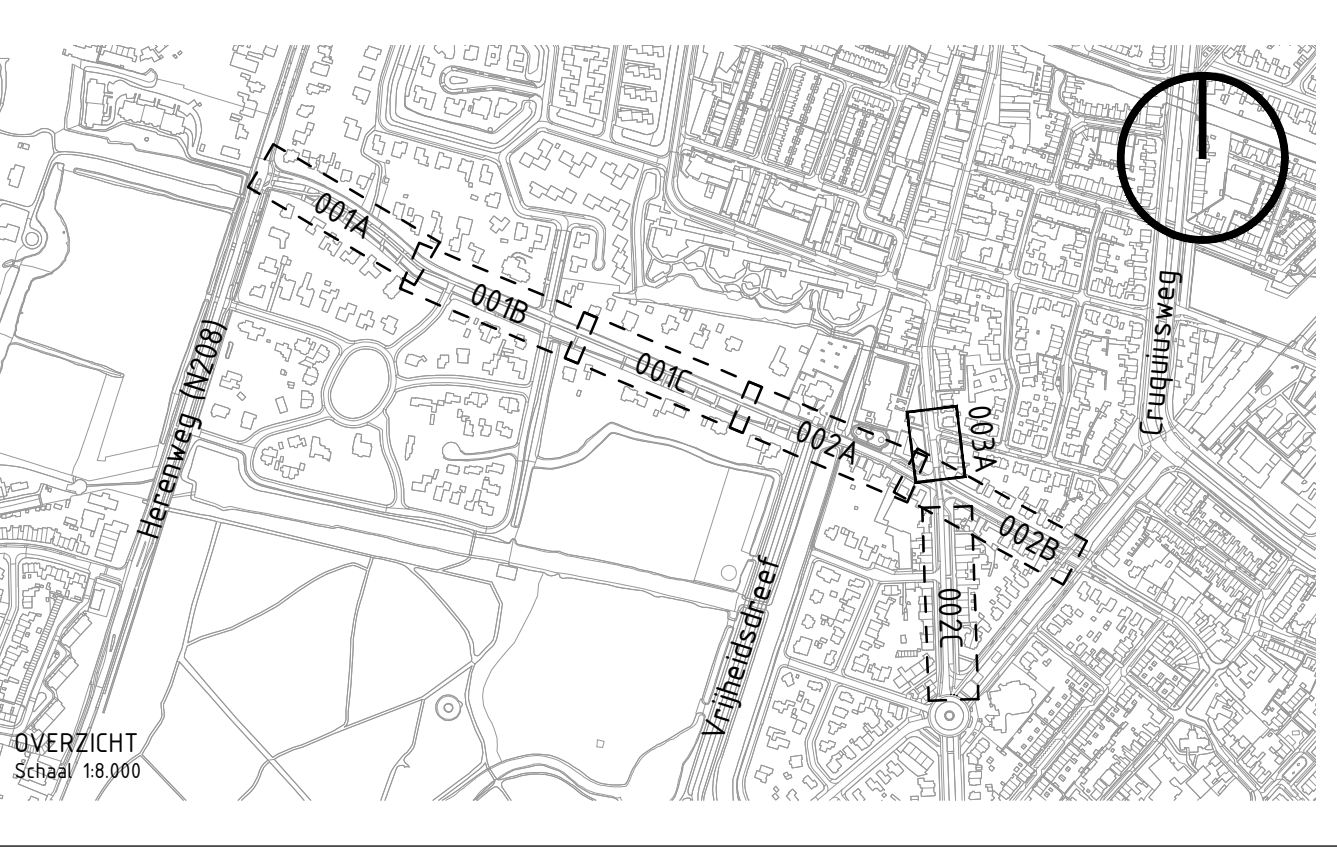 001A
001B
001C
002A
003A
002B
002C
Herenweg (N208)
Vrijheidsdreef
Cruquiusweg
OVERZICHT
Schaal 1:8.000